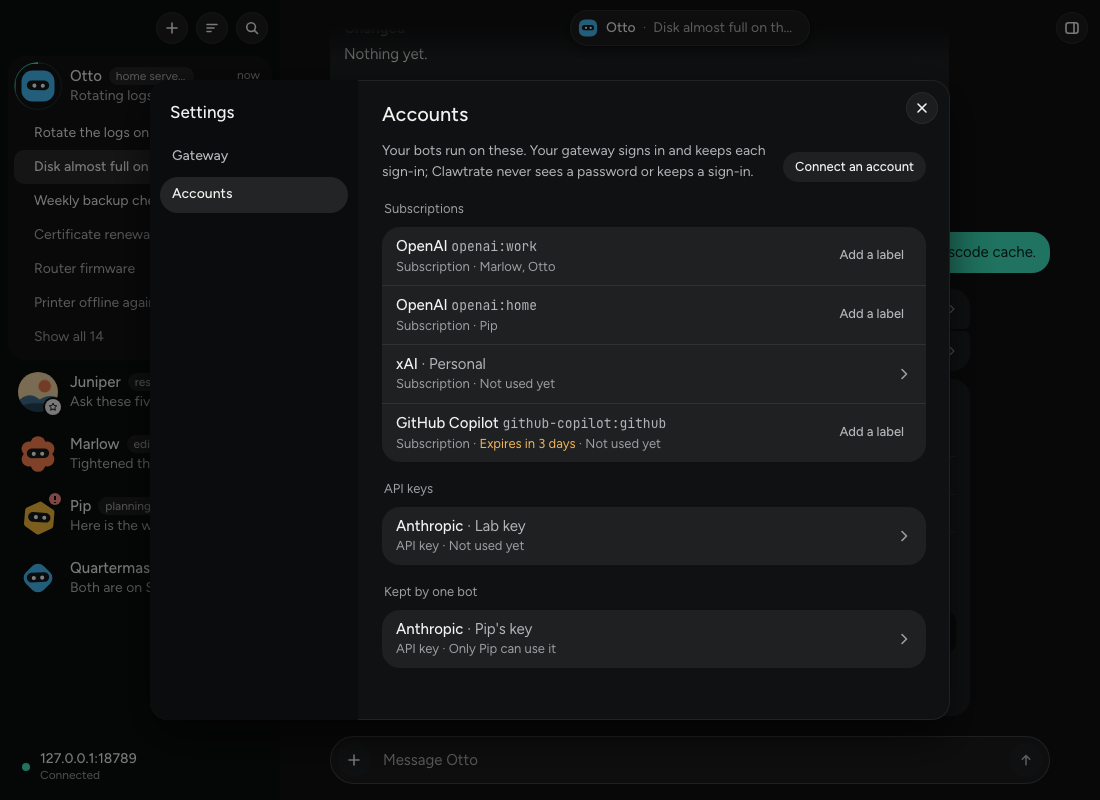 Otto · Disk almost full on th...
Nothing yet.
Otto home serve... now
Rotating logs
Rotate the logs on
Disk almost full on
Weekly backup che
Certificate renewa
Router firmware
Printer offline again
Show all 14
Juniper res
Ask these fiv
Marlow edi
Tightened th
Pip planning
Here is the w
Quartermas
Both are on S
127.0.0.1:18789
Connected
Settings
Gateway
Accounts
Accounts
Your bots run on these. Your gateway signs in and keeps each
sign-in; Clawtrate never sees a password or keeps a sign-in.
Connect an account
Subscriptions
OpenAI openai:work
Subscription · Marlow, Otto
Add a label
OpenAI openai:home
Subscription · Pip
Add a label
xAI · Personal
Subscription · Not used yet
GitHub Copilot github-copilot:github
Subscription · Expires in 3 days · Not used yet
Add a label
API keys
Anthropic · Lab key
API key · Not used yet
Kept by one bot
Anthropic · Pip's key
API key · Only Pip can use it
scode cache.
Message Otto